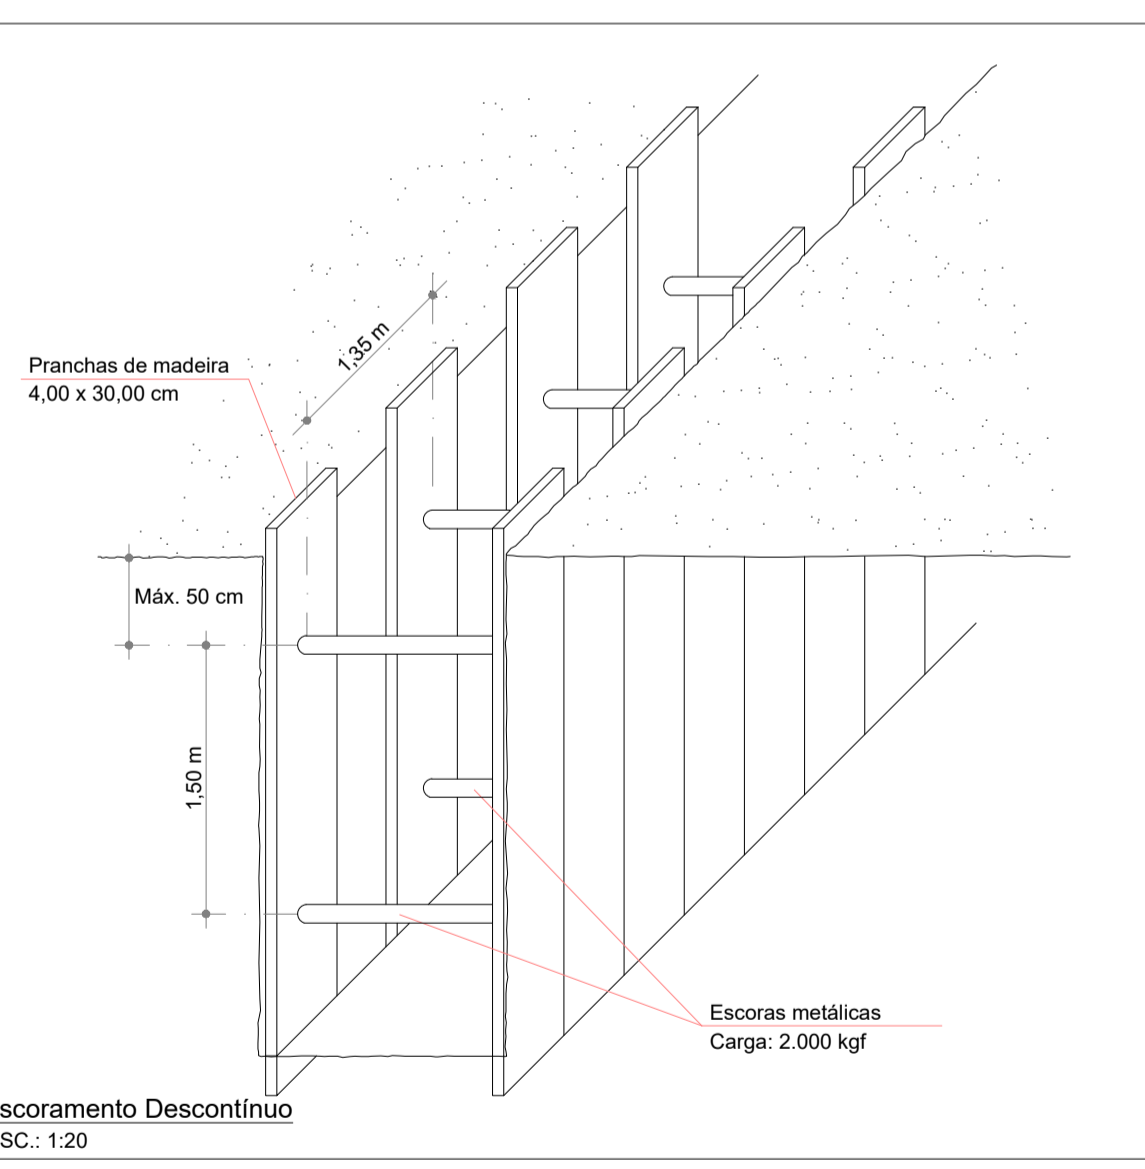 1,35 m
Pranchas de madeira
4,00 x 30,00 cm
Máx. 50 cm
1,50 m
Escoras metálicas
Carga: 2.000 kgf
scoramento Descontínuo
SC.: 1:20